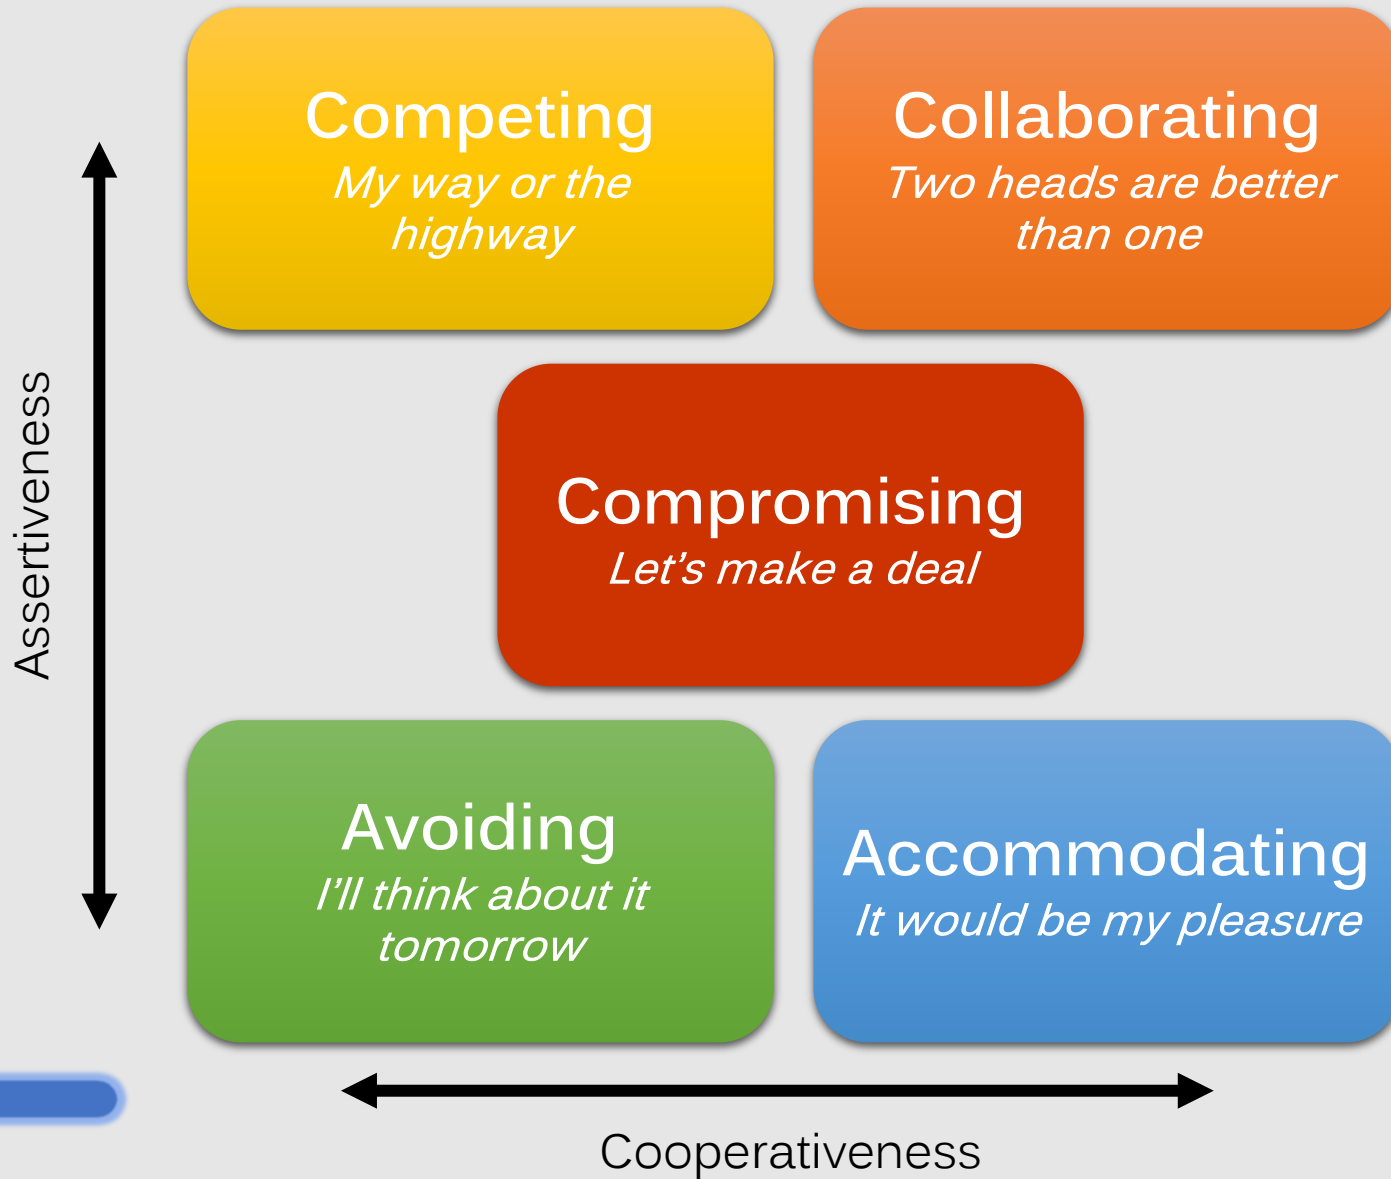 Competing
My way or the
highway
Collaborating
Two heads are better
than one
Assertiveness
Compromising
Let’s make a deal
Avoiding
I’ll think about it
tomorrow
Accommodating
It would be my pleasure
Cooperativeness